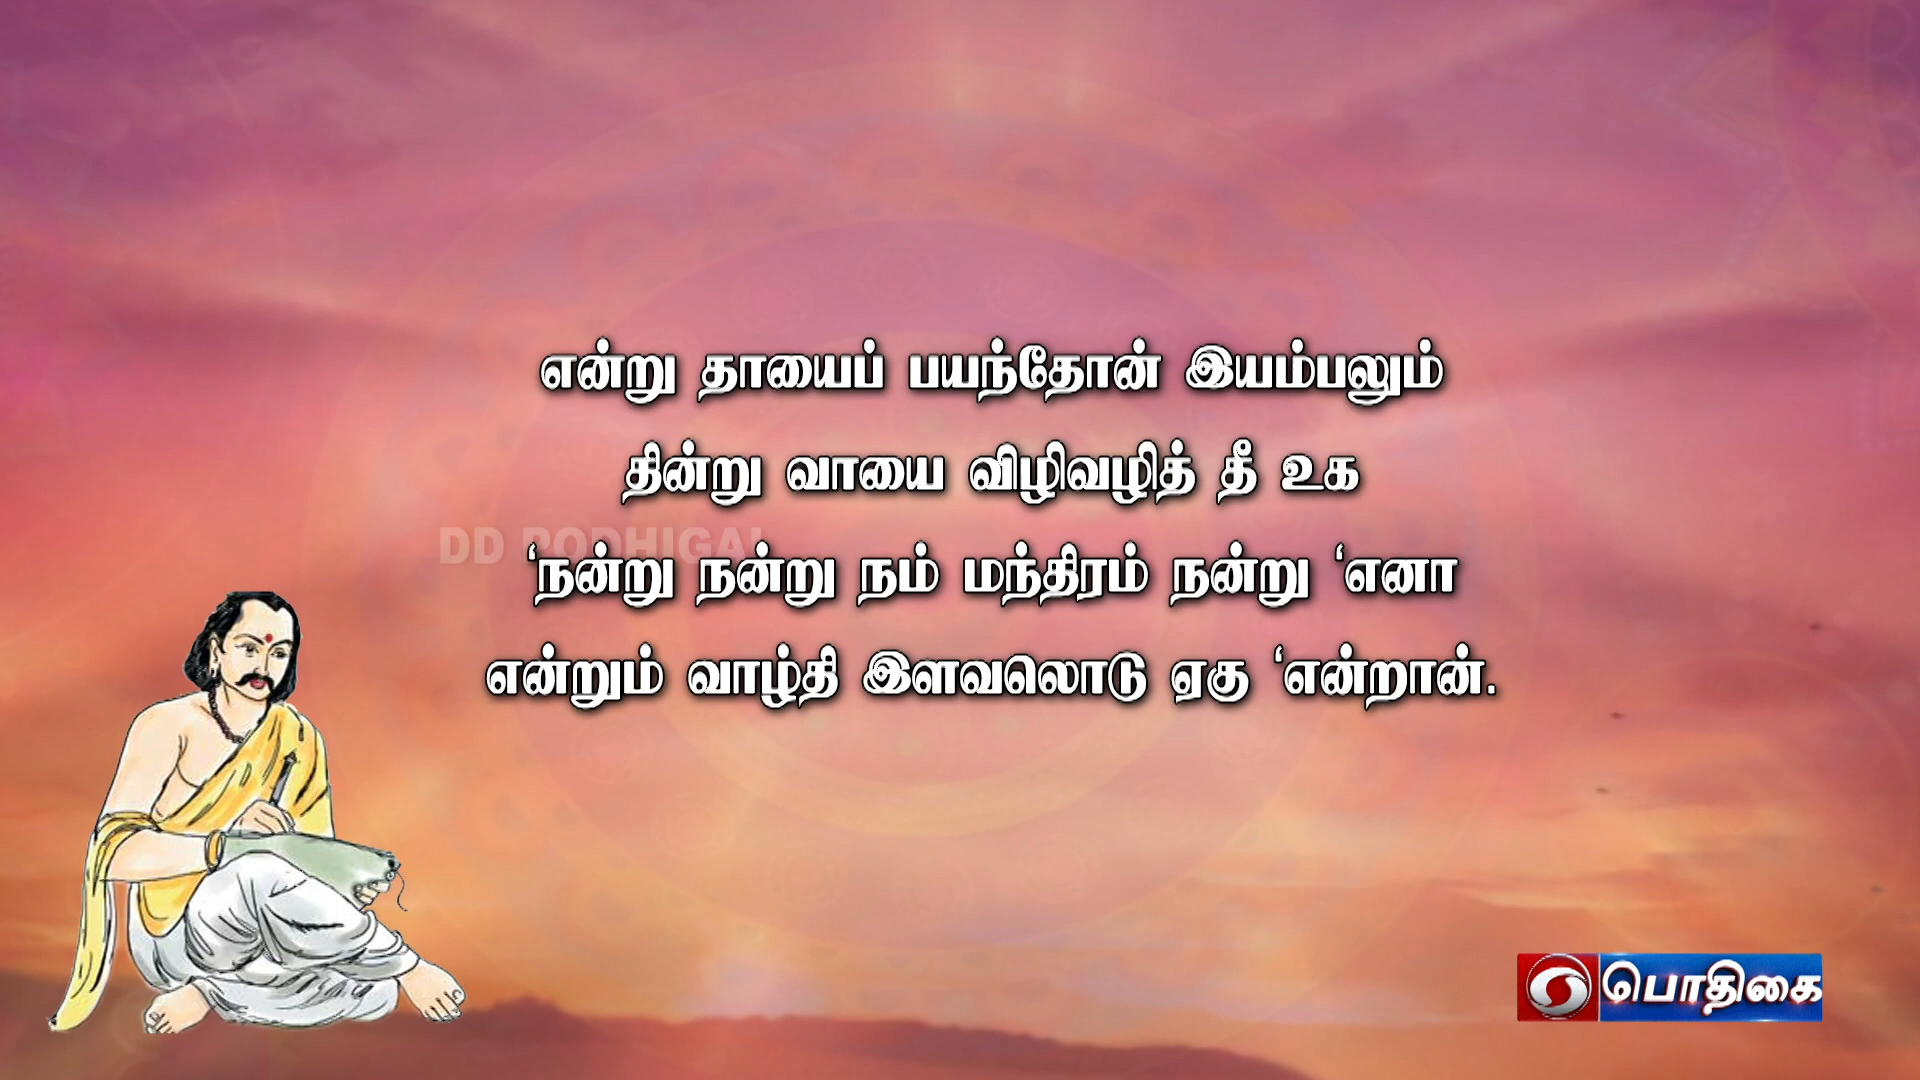 என்று தாயைப் பயந்தோன் இயம்பலும்
தின்று வாயை விழிவழித் தீ உக
DD PODHIGAI
‘நன்று நன்று நம் மந்திரம் நன்று ‘எனா
என்றும் வாழ்தி இளவலொடு ஏகு ‘என்றான்.
பொதிகை